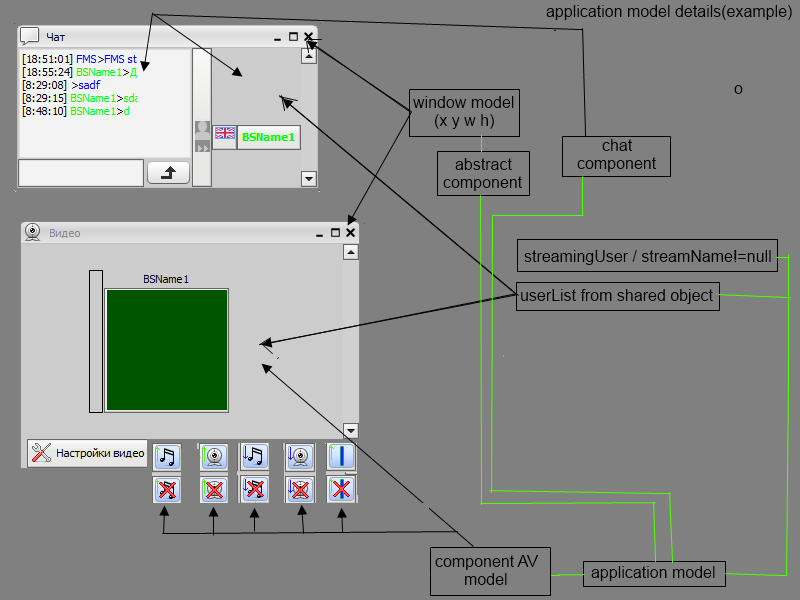 application model details(example)
Чат
[18:51:01] FMS>FMS st
[18:55:24] BSName1>Д
[8:29:08] >sadf
[8:29:15] BSName1>sda
[8:48:10] BSName1>d
BSName1
o
window model
(x y w h)
chat
component
abstract
component
Видео
streamingUser / streamName!=null
BSName1
userList from shared object
Настройки видео
component AV
model
application model